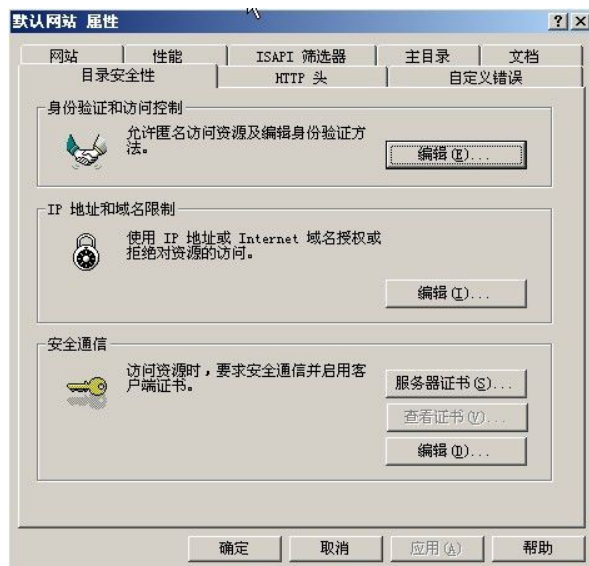 默认网站 属性
网站 性能 ISAPI 筛选器 主目录 文档
目录安全性 HTTP 头 自定义错误
身份验证和访问控制
允许匿名访问资源及编辑身份验证方
法。
编辑(E)...
IP 地址和域名限制
使用 IP 地址或 Internet 域名授权或
拒绝对资源的访问。
编辑(I)...
安全通信
访问资源时，要求安全通信并启用客
户端证书。
服务器证书(S)...
查看证书(V)...
编辑(D)...
确定 取消 应用(A) 帮助